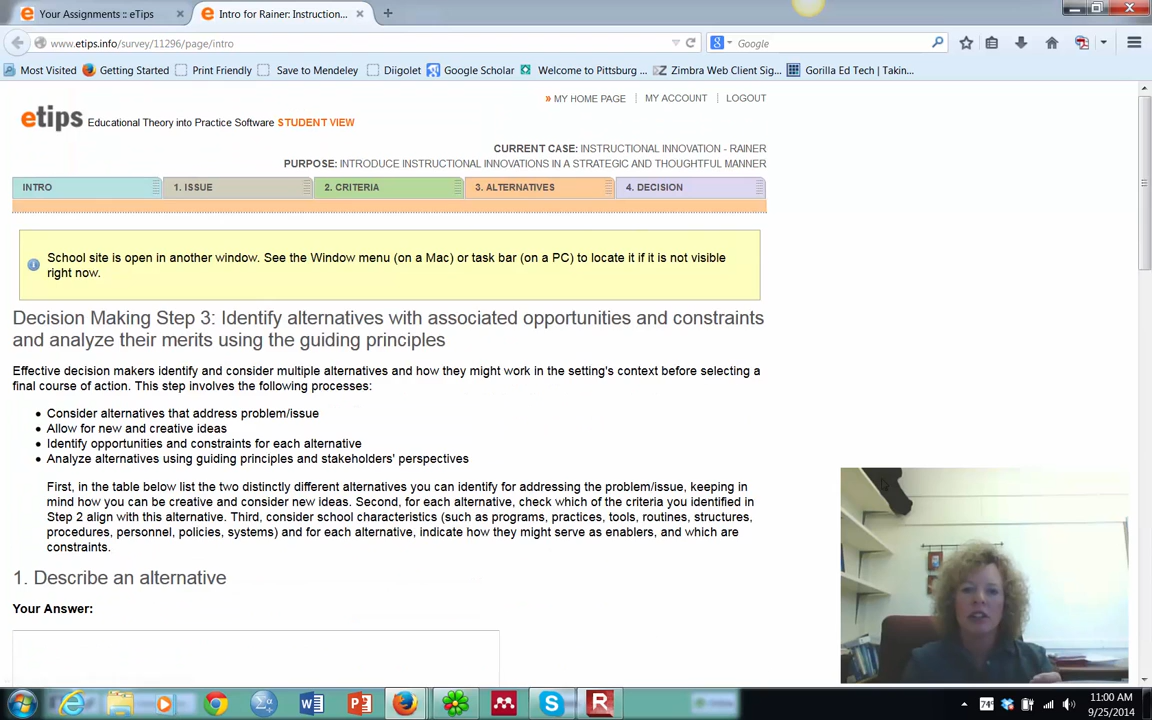 Your Assignments :: eTips
Intro for Rainer: Instruction...
www.etips.info/survey/11296/page/intro
Google
Most Visited
Getting Started
Print Friendly
Save to Mendeley
Diigolet
Google Scholar
Welcome to Pittsburg ...
Zimbra Web Client Sig...
Gorilla Ed Tech | Takin...
» MY HOME PAGE | MY ACCOUNT | LOGOUT
etips Educational Theory into Practice Software STUDENT VIEW
CURRENT CASE: INSTRUCTIONAL INNOVATION - RAINER
PURPOSE: INTRODUCE INSTRUCTIONAL INNOVATIONS IN A STRATEGIC AND THOUGHTFUL MANNER
INTRO
1. ISSUE
2. CRITERIA
3. ALTERNATIVES
4. DECISION
School site is open in another window. See the Window menu (on a Mac) or task bar (on a PC) to locate it if it is not visible
right now.
Decision Making Step 3: Identify alternatives with associated opportunities and constraints
and analyze their merits using the guiding principles
Effective decision makers identify and consider multiple alternatives and how they might work in the setting's context before selecting a
final course of action. This step involves the following processes:
• Consider alternatives that address problem/issue
• Allow for new and creative ideas
• Identify opportunities and constraints for each alternative
• Analyze alternatives using guiding principles and stakeholders' perspectives
First, in the table below list the two distinctly different alternatives you can identify for addressing the problem/issue, keeping in
mind how you can be creative and consider new ideas. Second, for each alternative, check which of the criteria you identified in
Step 2 align with this alternative. Third, consider school characteristics (such as programs, practices, tools, routines, structures,
procedures, personnel, policies, systems) and for each alternative, indicate how they might serve as enablers, and which are
constraints.
1. Describe an alternative
Your Answer:
74
11:00 AM
9/25/2014